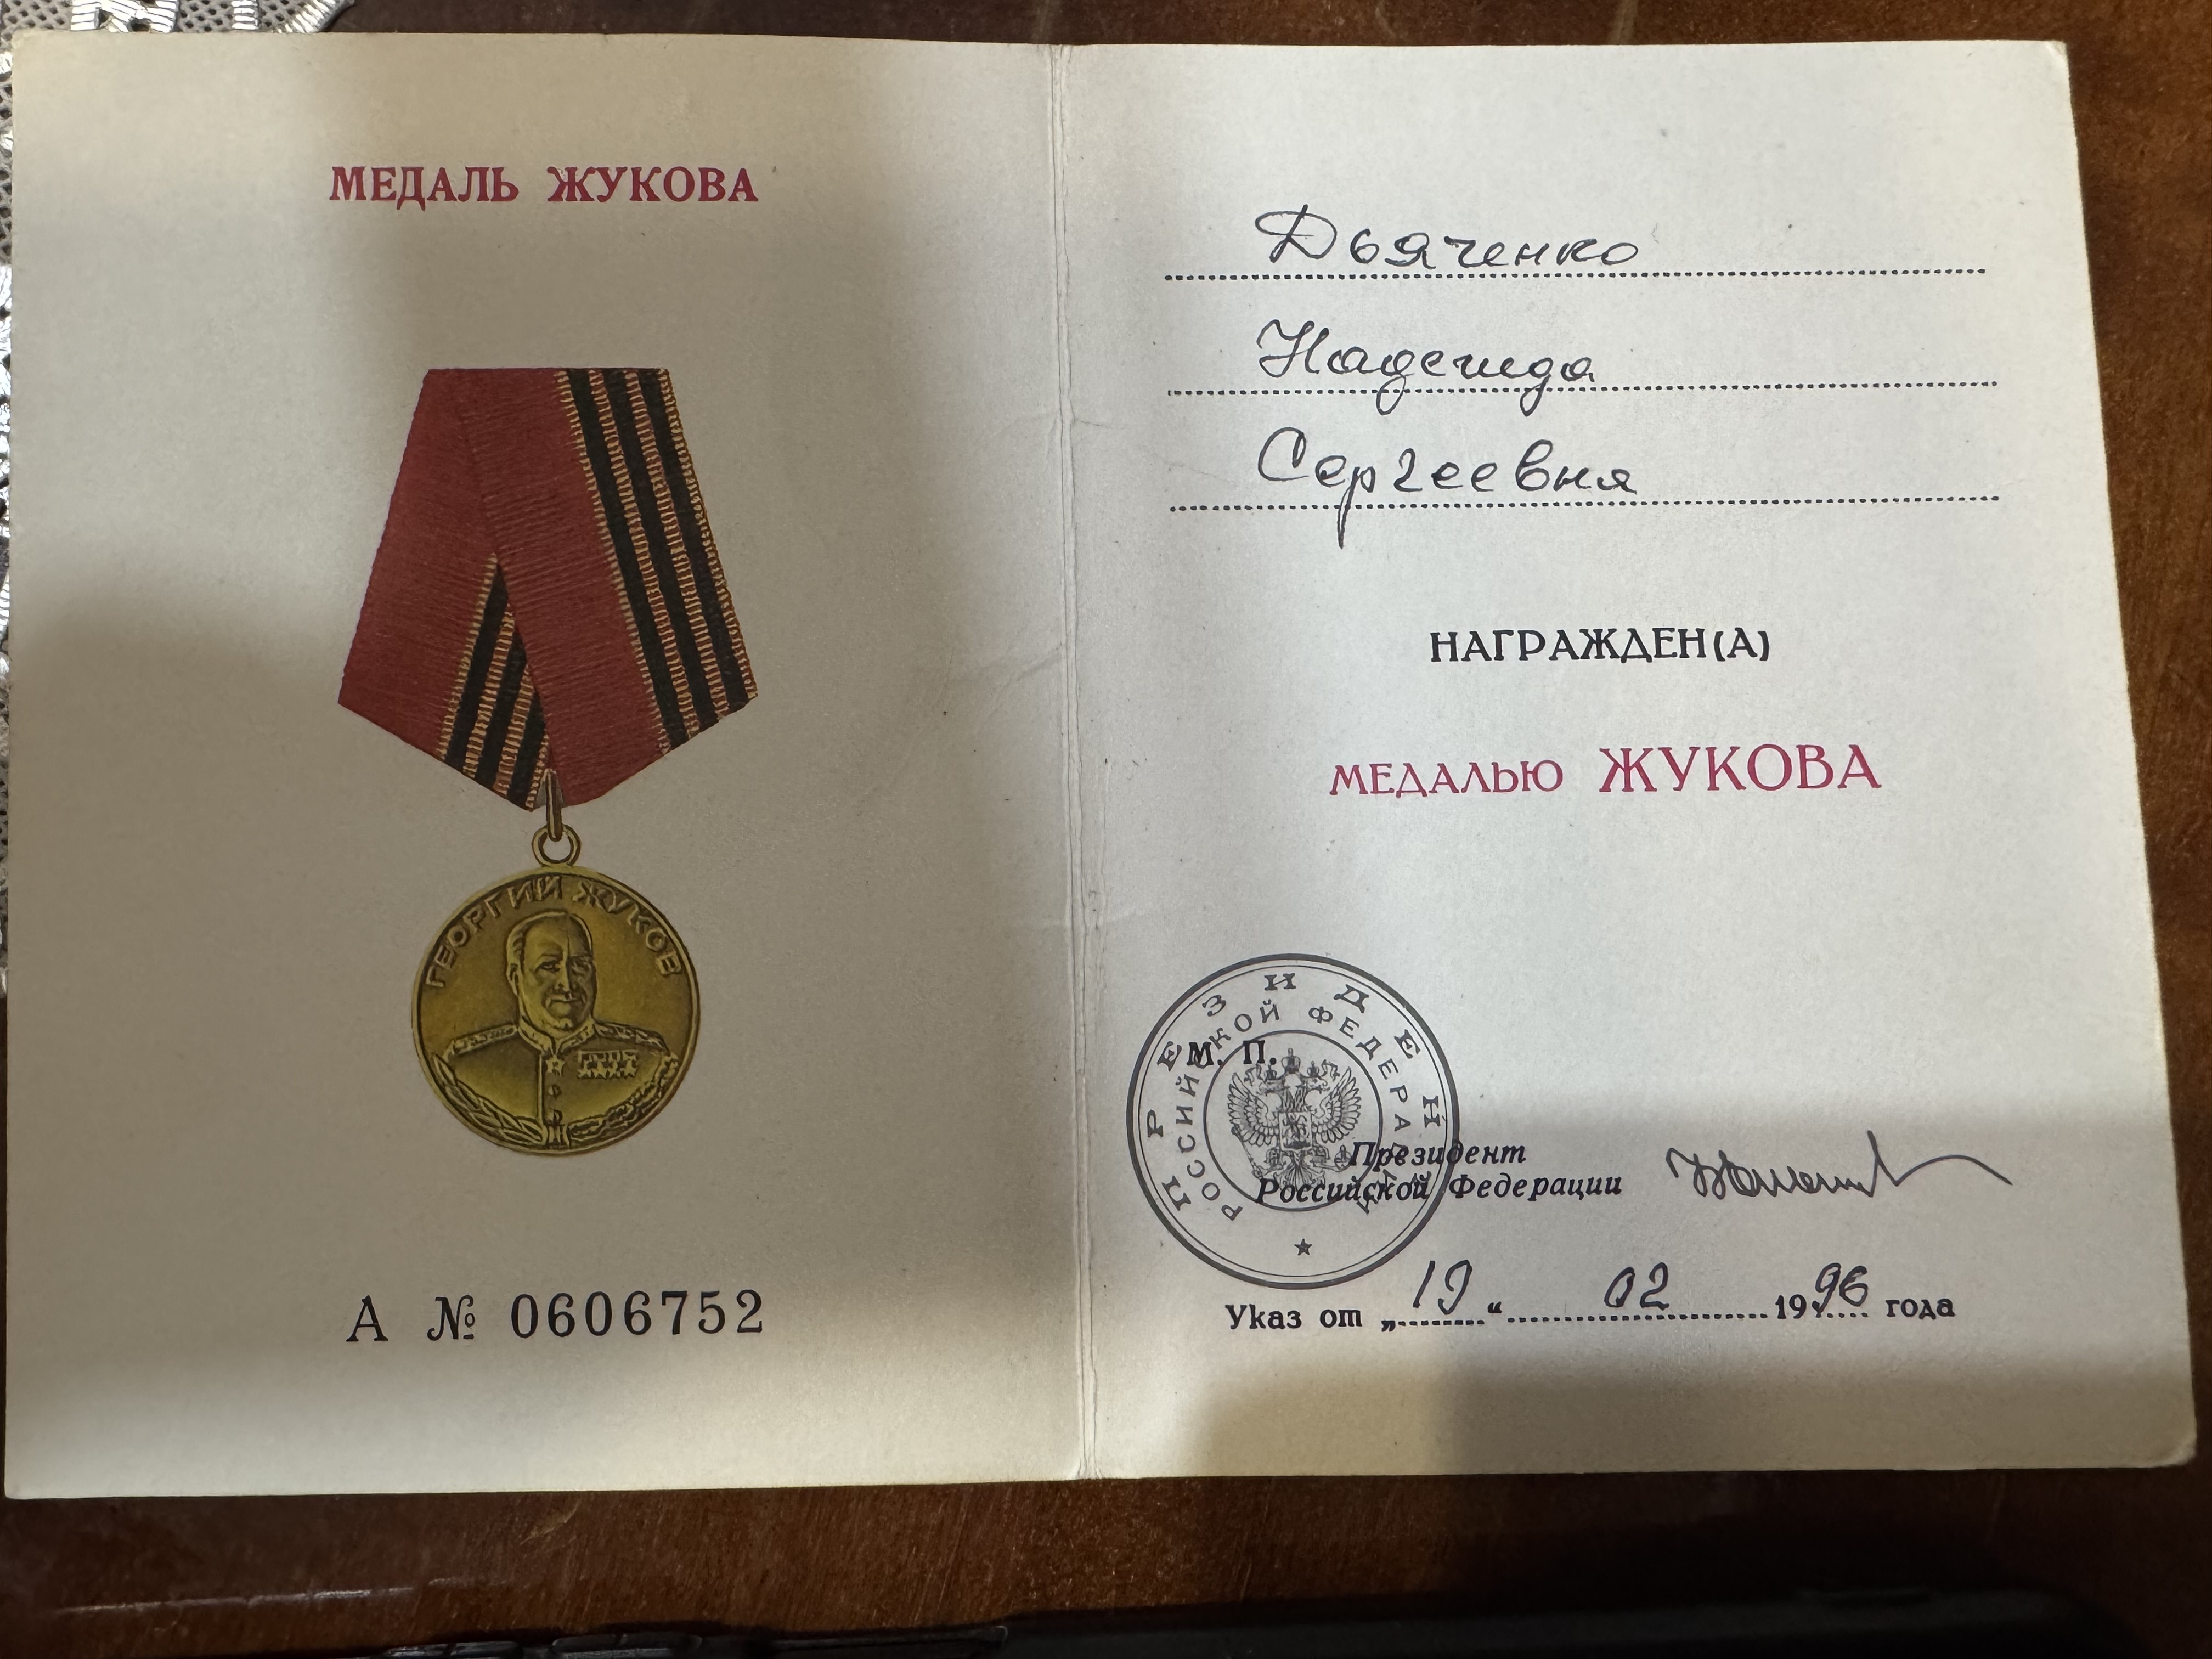 МЕДАЛЬ ЖУКОВА
ГЕОРГИЙ ЖУКОВ
А № 0606752
Дьяченко
Надежда
Сергеевна
НАГРАЖДЕН(А)
МЕДАЛЬЮ ЖУКОВА
ПРЕЗИДЕНТ
РОССИЙСКОЙ ФЕДЕРАЦИИ
М. П.
Президент
Российской Федерации
Указ от „19“ 02 1996 года